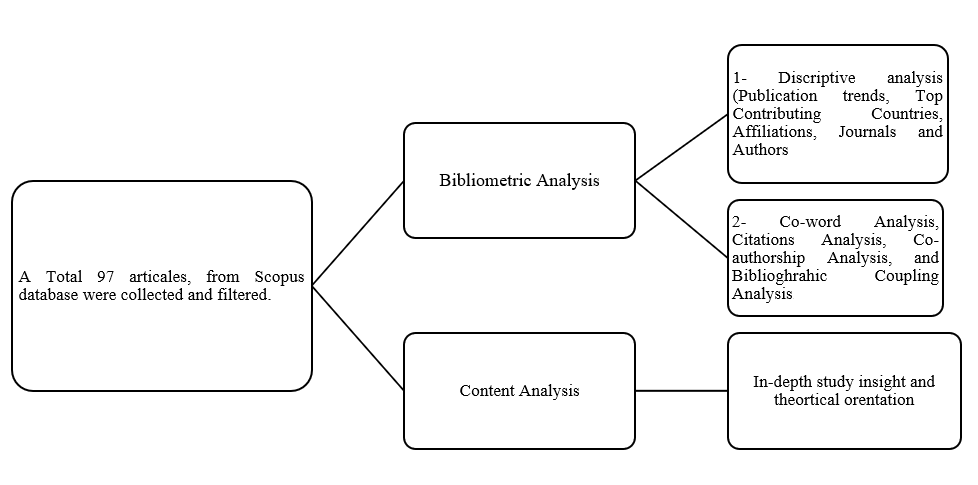 A Total 97 articales, from Scopus
database were collected and filtered.
Bibliometric Analysis
1- Discriptive analysis
(Publication trends, Top
Contributing Countries,
Affiliations, Journals and
Authors
2- Co-word Analysis,
Citations Analysis, Co-
authorship Analysis, and
Biblioghrahic Coupling
Analysis
Content Analysis
In-depth study insight and
theortical orentation